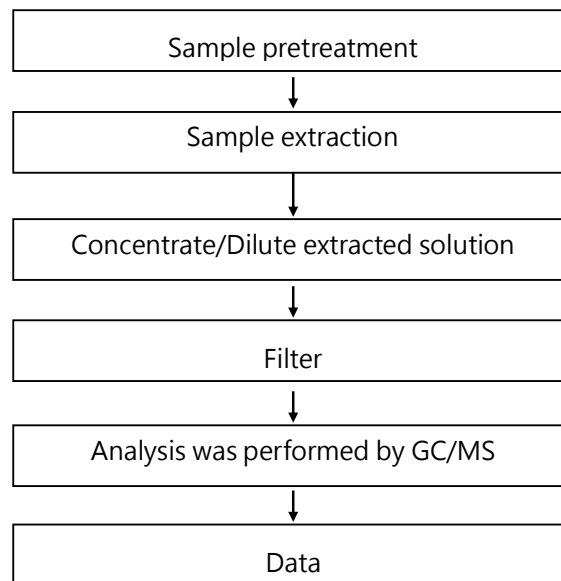 Sample pretreatment
Sample extraction
Concentrate/Dilute extracted solution
Filter
Analysis was performed by GC/MS
Data